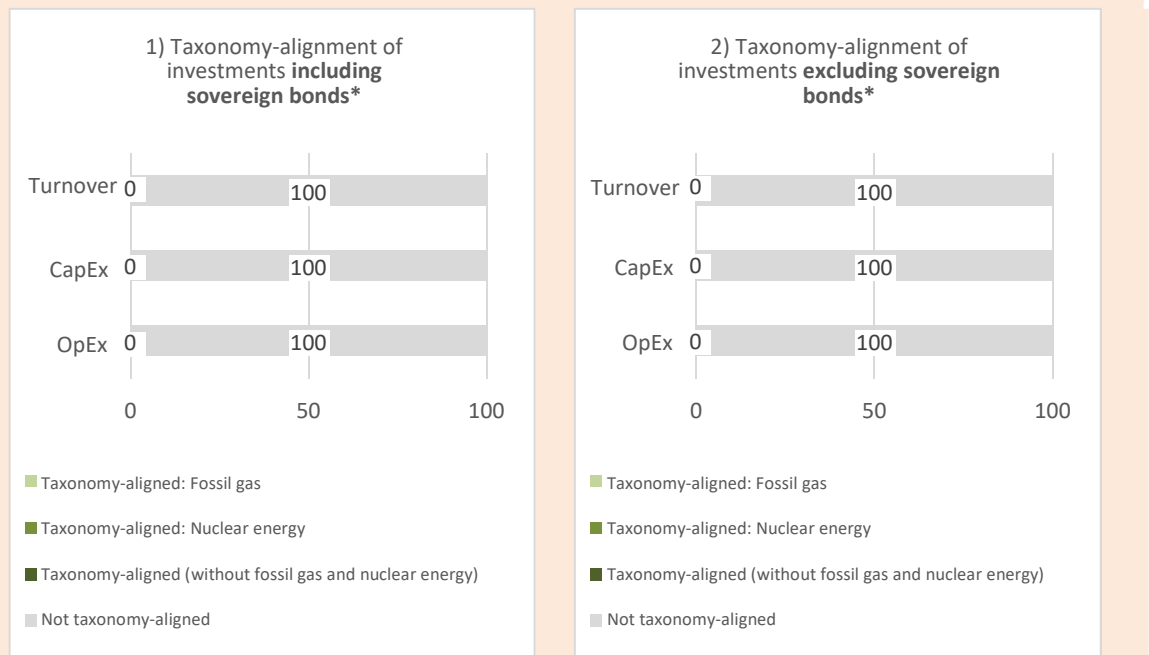 1) Taxonomy-alignment of
investments including
sovereign bonds*
Turnover 0 100
CapEx 0 100
OpEx 0 100
0 50 100
Taxonomy-aligned: Fossil gas
Taxonomy-aligned: Nuclear energy
Taxonomy-aligned (without fossil gas and nuclear energy)
Not taxonomy-aligned
2) Taxonomy-alignment of
investments excluding sovereign
bonds*
Turnover 0 100
CapEx 0 100
OpEx 0 100
0 50 100
Taxonomy-aligned: Fossil gas
Taxonomy-aligned: Nuclear energy
Taxonomy-aligned (without fossil gas and nuclear energy)
Not taxonomy-aligned